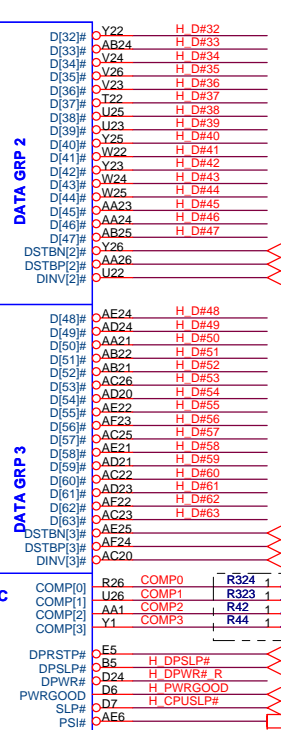 DATA GRP 2
D[32]# Y22 H_D#32
D[33]# AB24 H_D#33
D[34]# V24 H_D#34
D[35]# V26 H_D#35
D[36]# V23 H_D#36
D[37]# T22 H_D#37
D[38]# U25 H_D#38
D[39]# U23 H_D#39
D[40]# Y25 H_D#40
D[41]# W22 H_D#41
D[42]# Y23 H_D#42
D[43]# W24 H_D#43
D[44]# W25 H_D#44
D[45]# AA23 H_D#45
D[46]# AA24 H_D#46
D[47]# AB25 H_D#47
DSTBN[2]# Y26
DSTBP[2]# AA26
DINV[2]# U22
DATA GRP 3
D[48]# AE24 H_D#48
D[49]# AD24 H_D#49
D[50]# AA21 H_D#50
D[51]# AB22 H_D#51
D[52]# AB21 H_D#52
D[53]# AC26 H_D#53
D[54]# AD20 H_D#54
D[55]# AE22 H_D#55
D[56]# AF23 H_D#56
D[57]# AC25 H_D#57
D[58]# AE21 H_D#58
D[59]# AD21 H_D#59
D[60]# AC22 H_D#60
D[61]# AD23 H_D#61
D[62]# AF22 H_D#62
D[63]# AC23 H_D#63
DSTBN[3]# AE25
DSTBP[3]# AF24
DINV[3]# AC20
C
COMP[0] R26 COMP0 R324 1
COMP[1] U26 COMP1 R323 1
COMP[2] AA1 COMP2 R42 1
COMP[3] Y1 COMP3 R44 1
DPRSTP# E5
DPSLP# B5 H_DPSLP#
DPWR# D24 H_DPWR#_R
PWRGOOD D6 H_PWRGOOD
SLP# D7 H_CPUSLP#
PSI# AE6